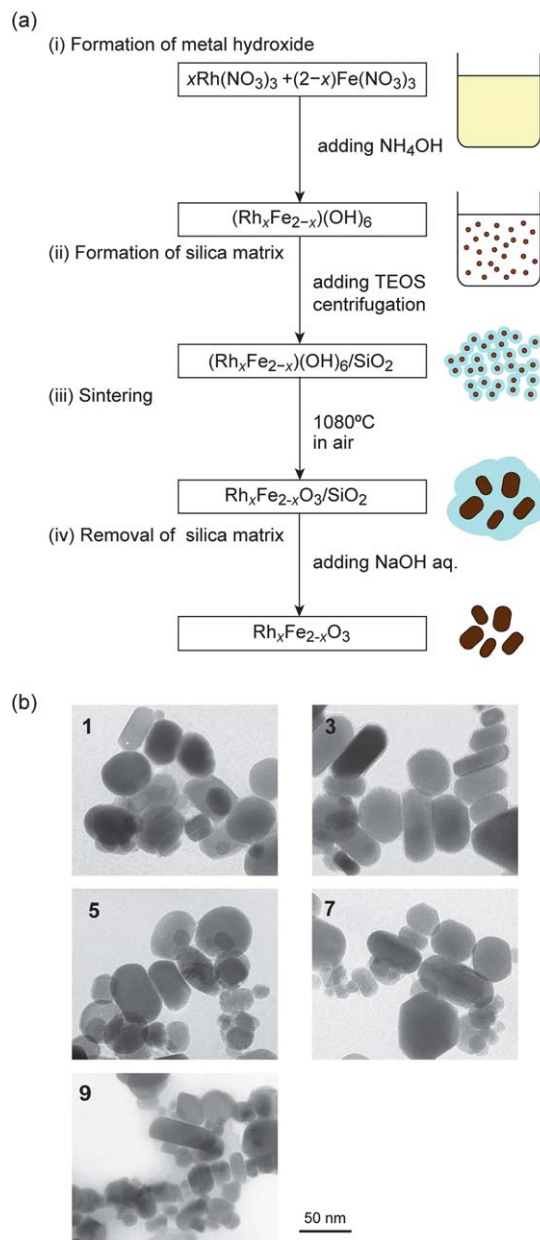 (a)
(i) Formation of metal hydroxide
xRh(NO₃)₃ +(2−x)Fe(NO₃)₃
adding NH₄OH
(RhₓFe₂₋ₓ)(OH)₆
(ii) Formation of silica matrix
adding TEOS
centrifugation
(RhₓFe₂₋ₓ)(OH)₆/SiO₂
(iii) Sintering
1080ºC
in air
RhₓFe₂₋ₓO₃/SiO₂
(iv) Removal of silica matrix
adding NaOH aq.
RhₓFe₂₋ₓO₃
(b)
1
3
5
7
9
50 nm